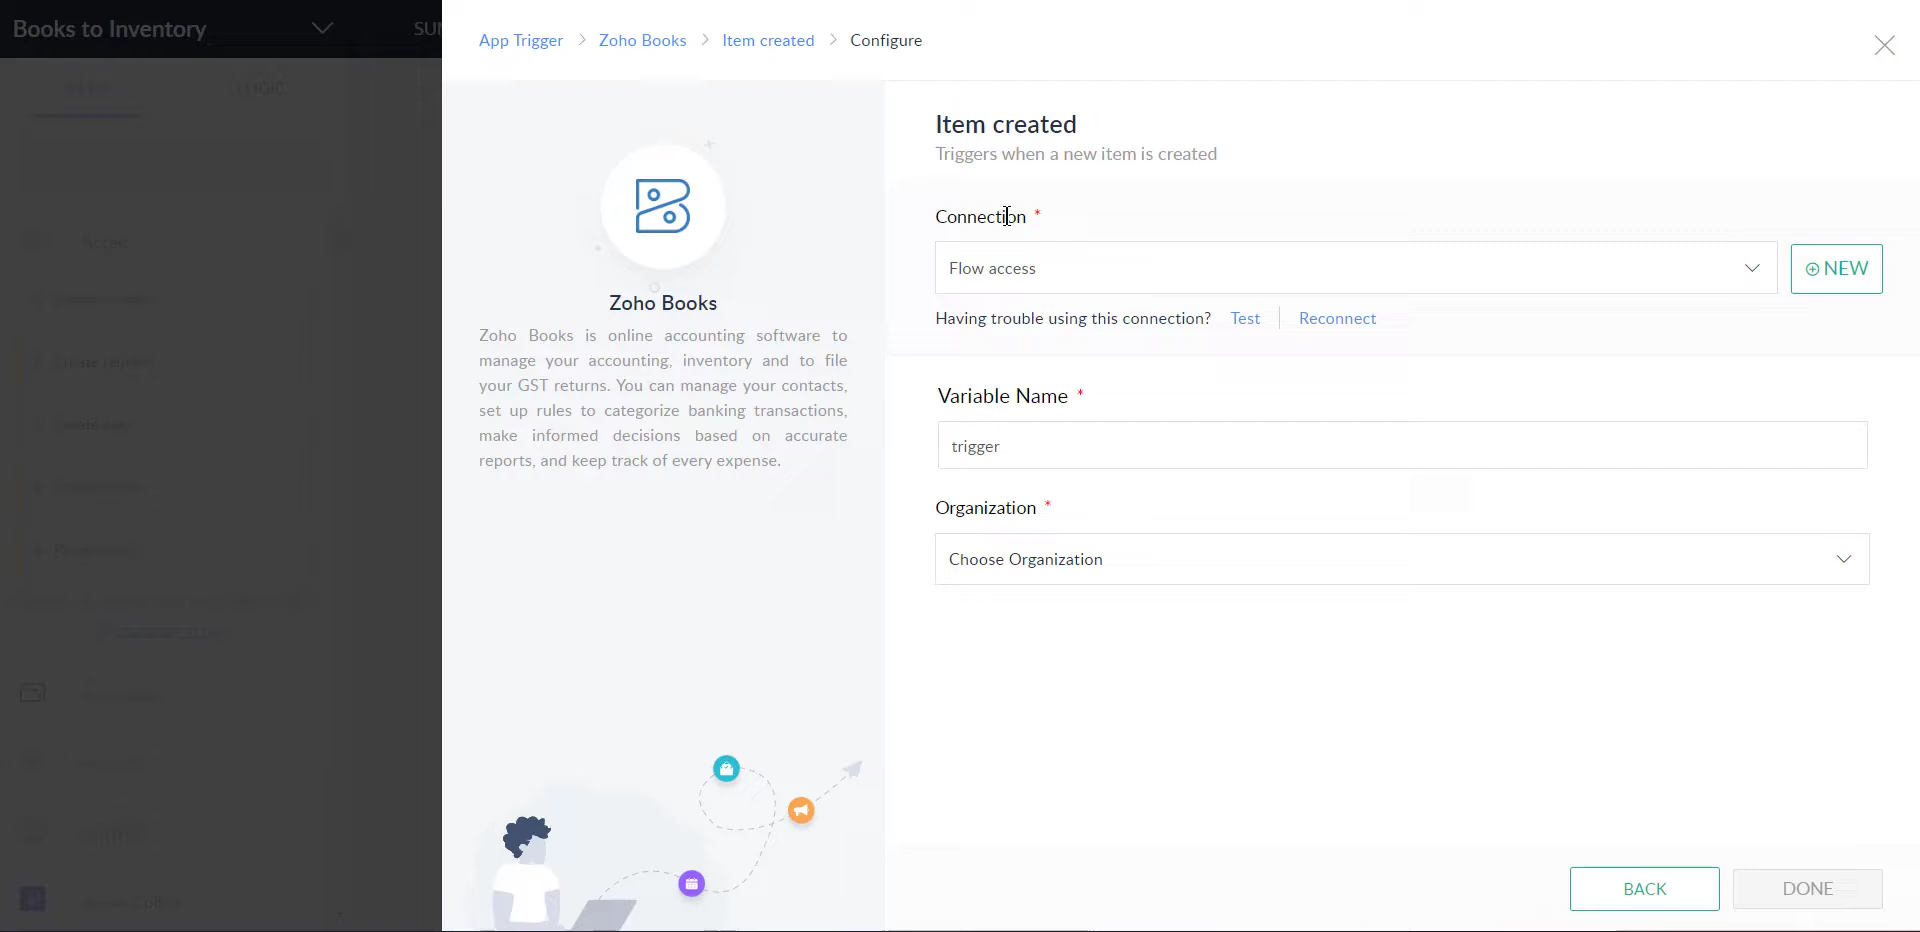 Books to Inventory
SUM
App Trigger > Zoho Books > Item created > Configure
Item created
Triggers when a new item is created
Connection *
Flow access
NEW
Having trouble using this connection? Test | Reconnect
Variable Name *
trigger
Organization *
Choose Organization
Zoho Books
Zoho Books is online accounting software to
manage your accounting, inventory and to file
your GST returns. You can manage your contacts,
set up rules to categorize banking transactions,
make informed decisions based on accurate
reports, and keep track of every expense.
BACK
DONE